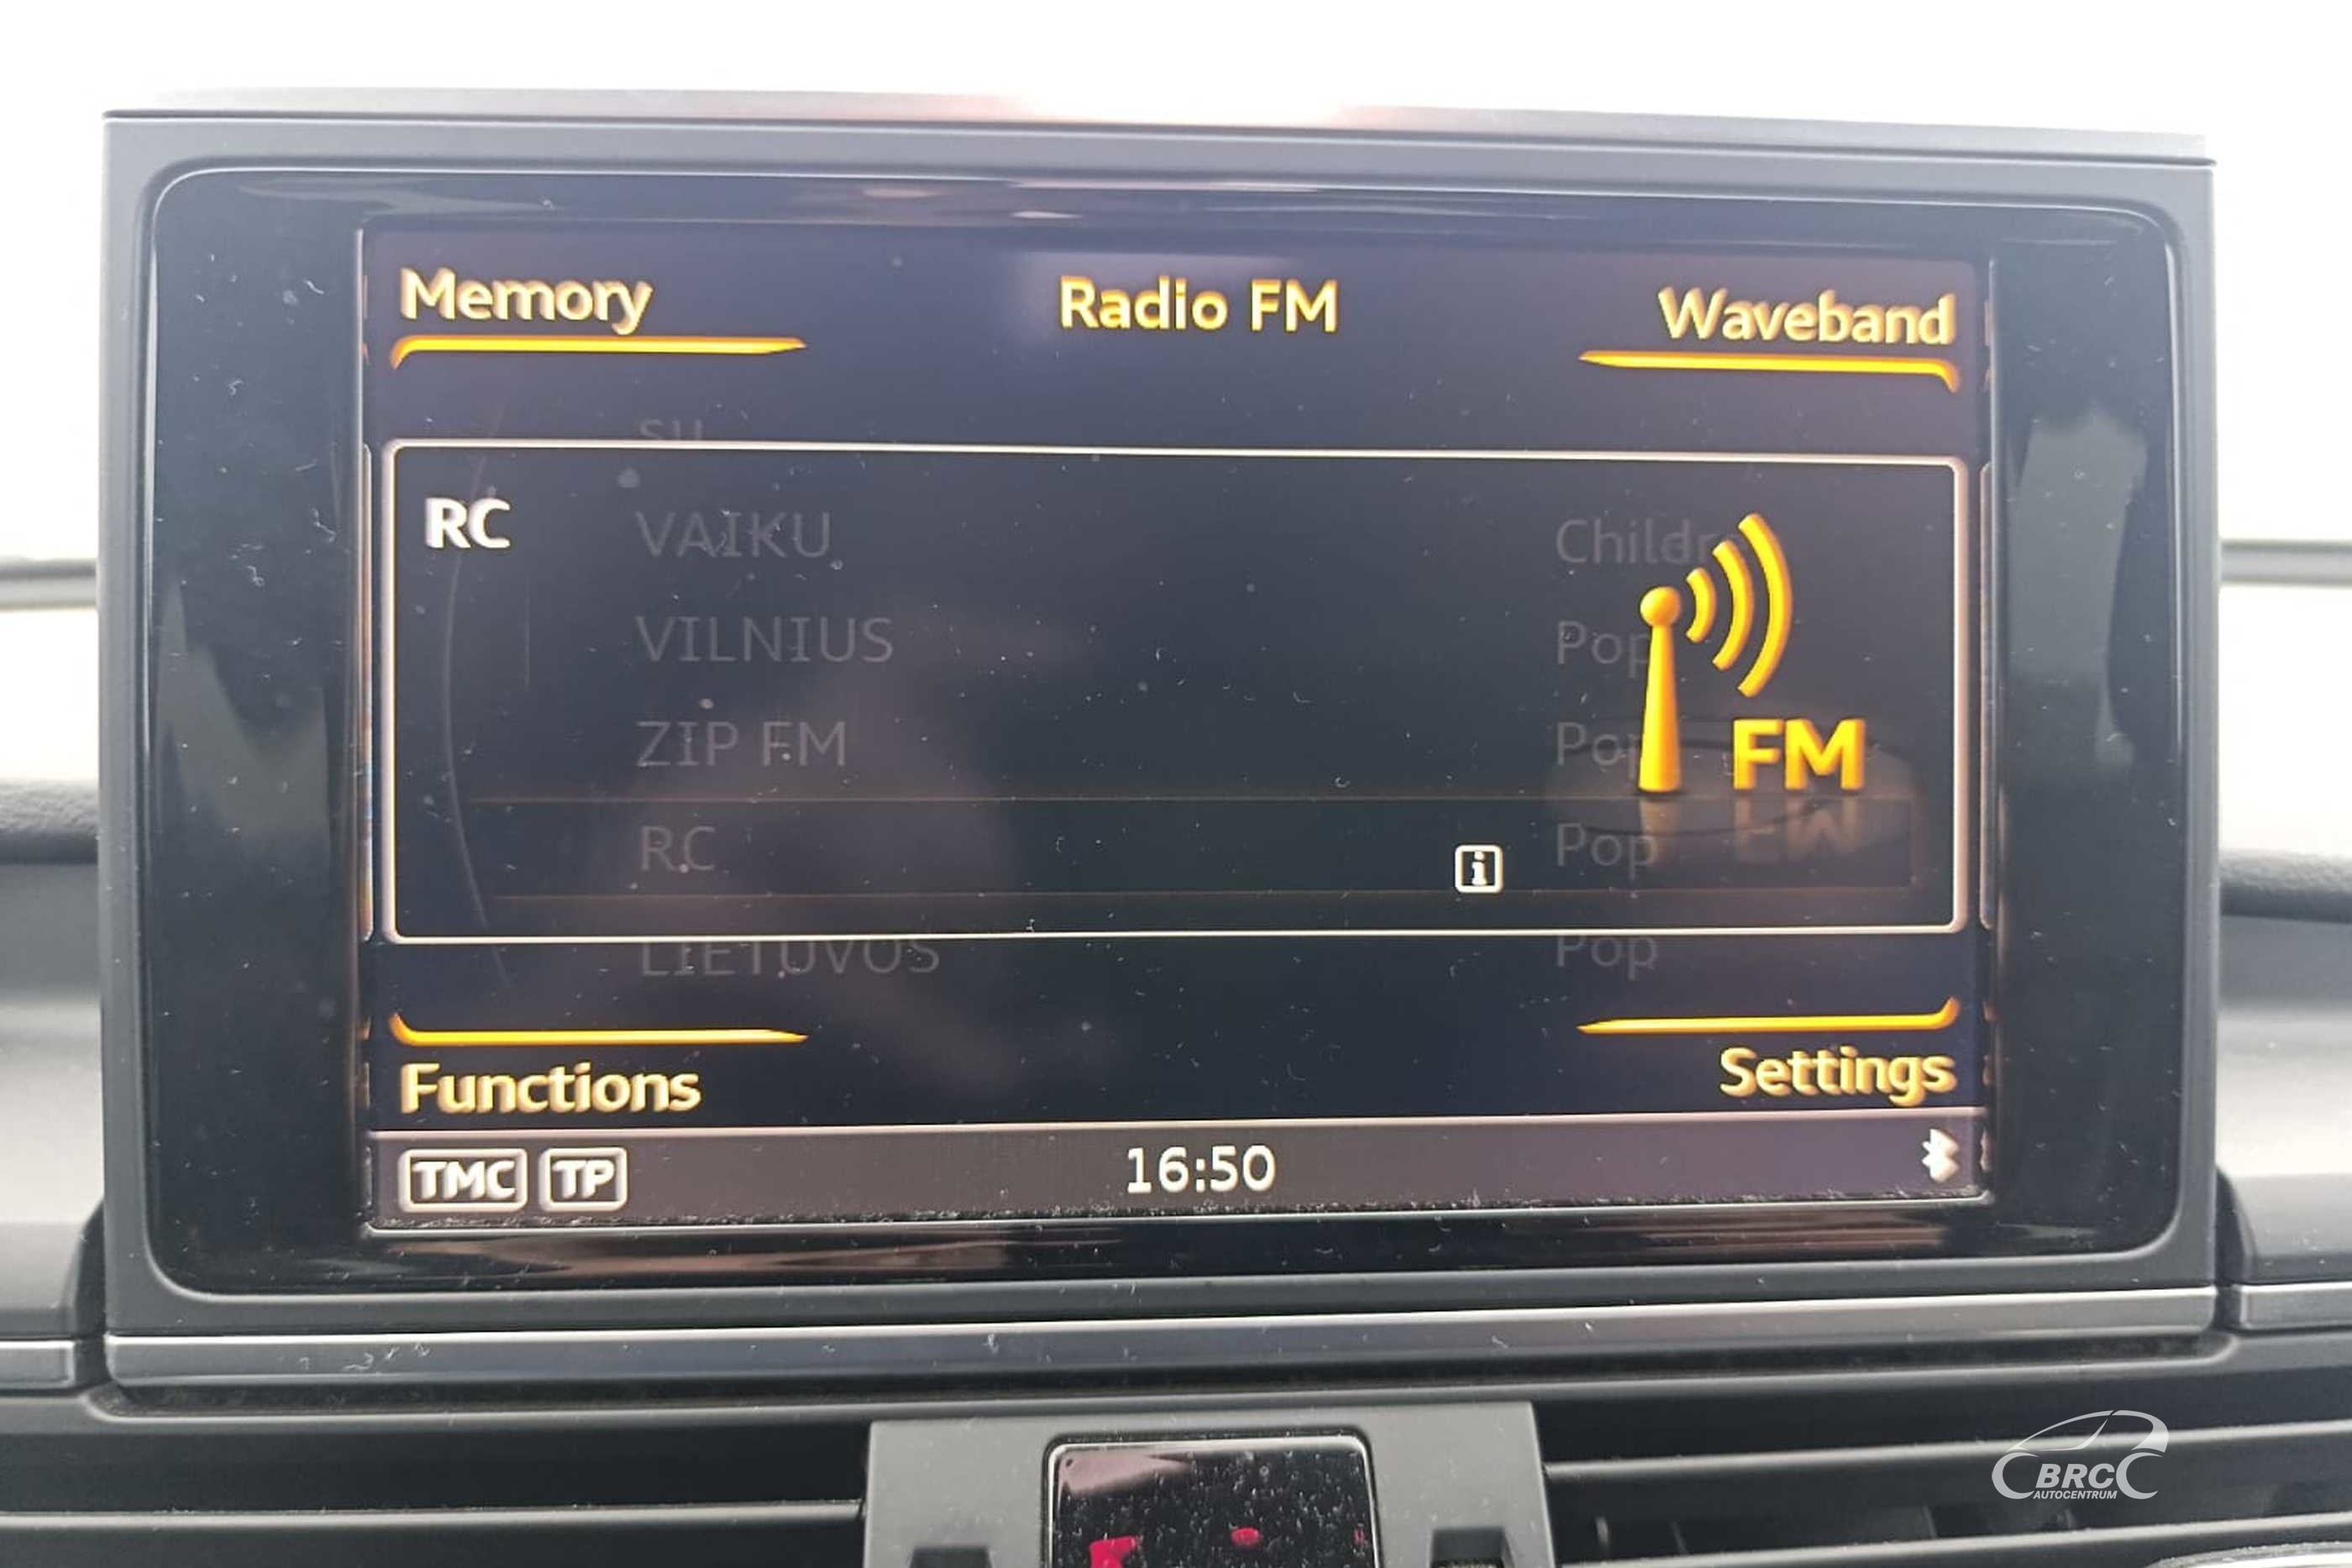 Memory
Radio FM
Waveband
SU
RC
VAIKU
VILNIUS
Pop
ZIP FM
Pop
FM
RC
i
Pop
LIETUVOS
Pop
Functions
Settings
TMC
TP
16:50
BRC
AUTOCENTRUM